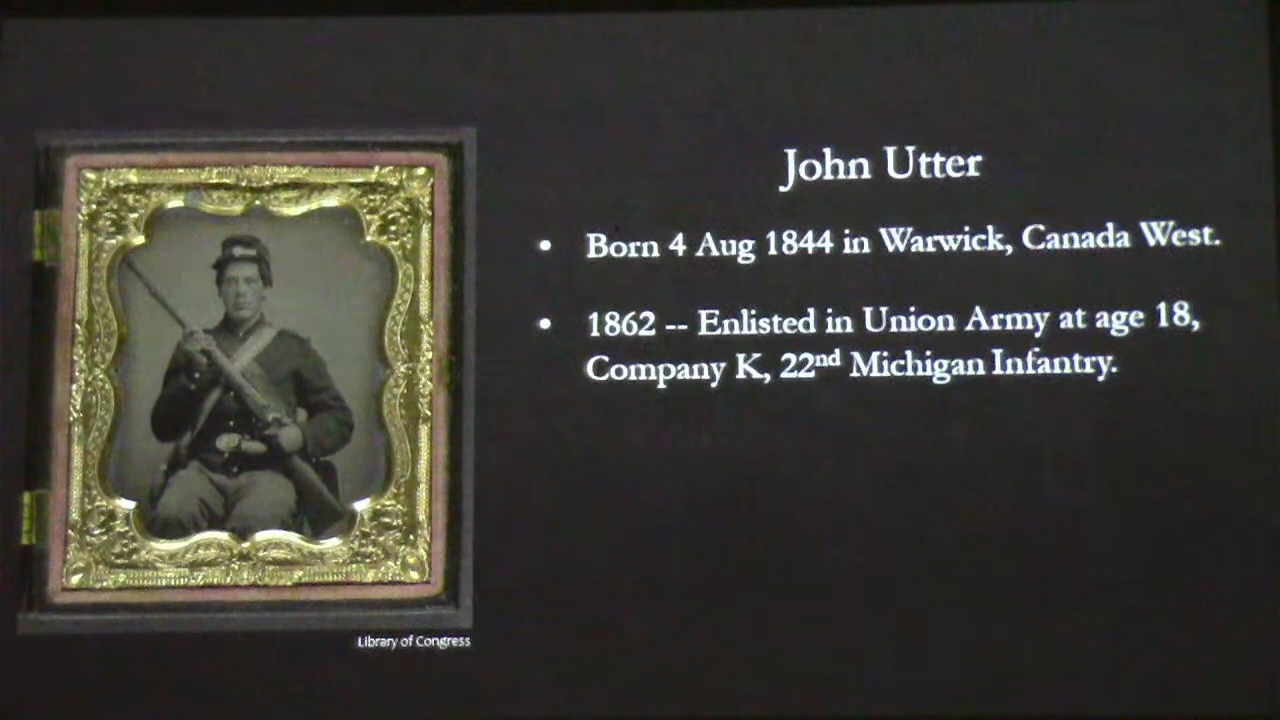 John Utter
• Born 4 Aug 1844 in Warwick, Canada West.
• 1862 -- Enlisted in Union Army at age 18,
Company K, 22nd Michigan Infantry.
Library of Congress